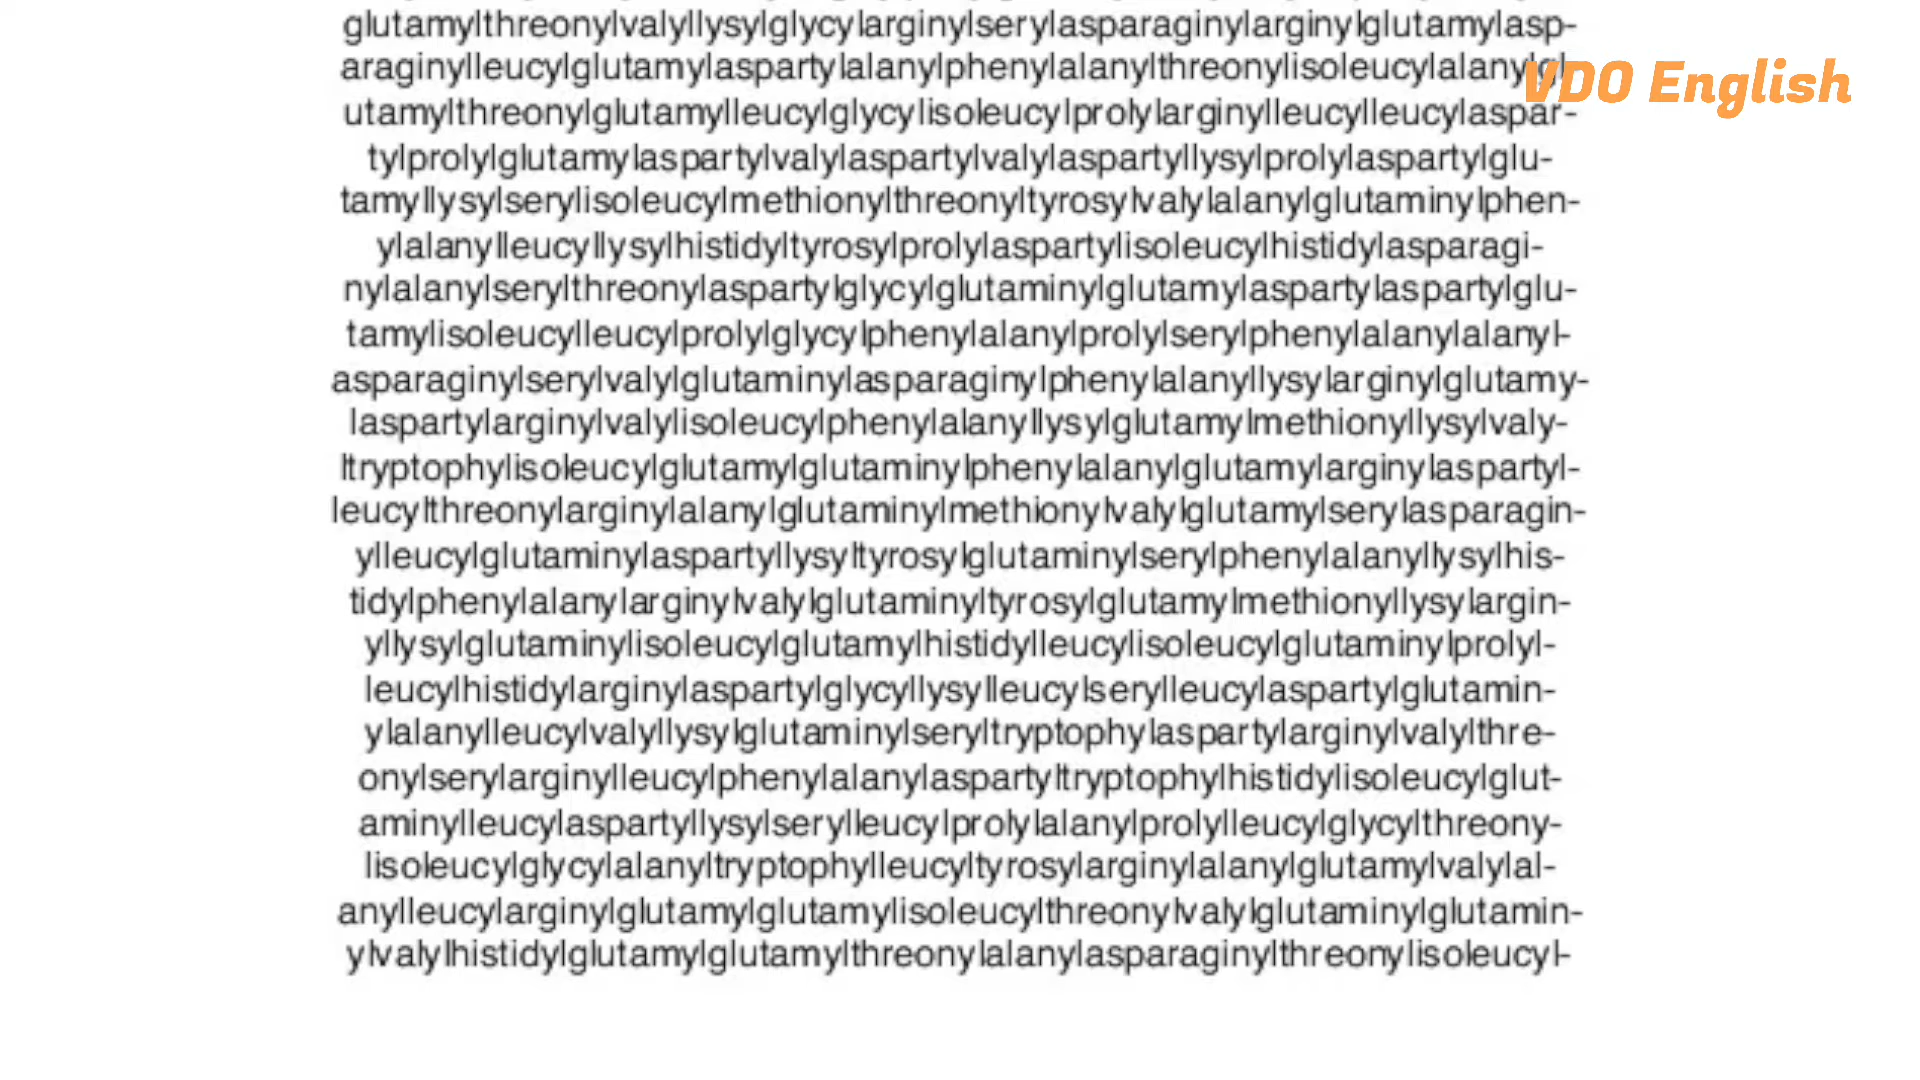 glutamylthreonylvalyllysylglycylarginylserylasparaginylarginylglutamylasp-
araginylleucylglutamylaspartylalanylphenylalanylthreonylisoleucylalanylgl-
VDO English
utamylthreonylglutamylleucylglycylisoleucylprolylarginylleucylleucylaspar-
tylprolylglutamylaspartylvalylaspartylvalylaspartyllysylprolylaspartylglu-
tamyllysylserylisoleucylmethionylthreonyltyrosylvalylalanylglutaminylphen-
ylalanylleucyllysylhistidyltyrosylprolylaspartylisoleucylhistidylasparagi-
nylalanylserylthreonylaspartylglycylglutaminylglutamylaspartylaspartylglu-
tamylisoleucylleucylprolylglycylphenylalanylprolylserylphenylalanylalanyl-
asparaginylserylvalylglutaminylasparaginylphenylalanyllysylarginylglutamy-
laspartylarginylvalylisoleucylphenylalanyllysylglutamylmethionyllysylvaly-
ltryptophylisoleucylglutamylglutaminylphenylalanylglutamylarginylaspartyl-
leucylthreonylarginylalanylglutaminylmethionylvalylglutamylserylasparagin-
ylleucylglutaminylaspartyllysyltyrosylglutaminylserylphenylalanyllysylhis-
tidylphenylalanylarginylvalylglutaminyltyrosylglutamylmethionyllysylargin-
yllysylglutaminylisoleucylglutamylhistidylleucylisoleucylglutaminylprolyl-
leucylhistidylarginylaspartylglycyllysylleucylserylleucylaspartylglutamin-
ylalanylleucylvalyllysylglutaminylseryltryptophylaspartylarginylvalylthre-
onylserylarginylleucylphenylalanylaspartyltryptophylhistidylisoleucylglut-
aminylleucylaspartyllysylserylleucylprolylalanylprolylleucylglycylthreony-
lisoleucylglycylalanyltryptophylleucyltyrosylarginylalanylglutamylvalylal-
anylleucylarginylglutamylglutamylisoleucylthreonylvalylglutaminylglutamin-
ylvalylhistidylglutamylglutamylthreonylalanylasparaginylthreonylisoleucyl-